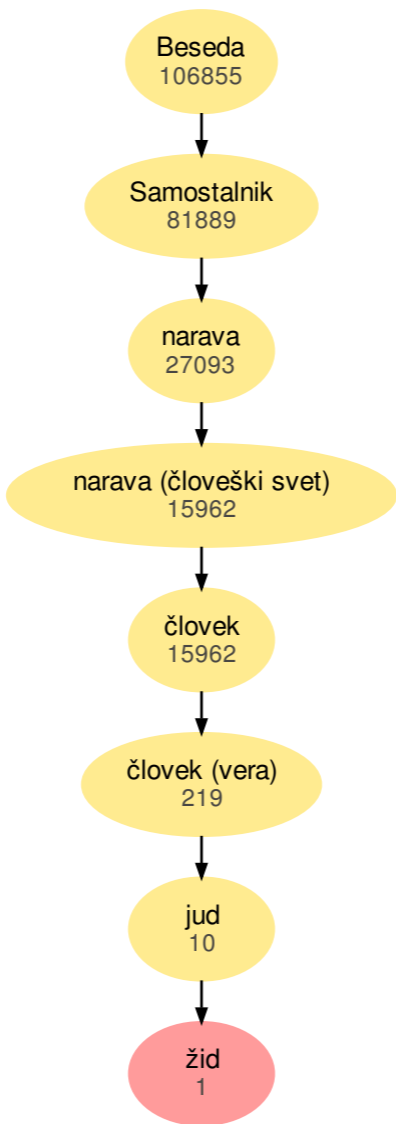 Beseda
106855
Samostalnik
81889
narava
27093
narava (človeški svet)
15962
človek
15962
človek (vera)
219
jud
10
žid
1